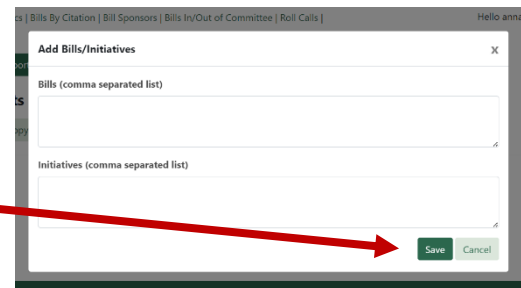 cs | Bills By Citation | Bill Sponsors | Bills In/Out of Committee | Roll Calls | Hello anna
Add Bills/Initiatives x
Bills (comma separated list)
Initiatives (comma separated list)
Save Cancel